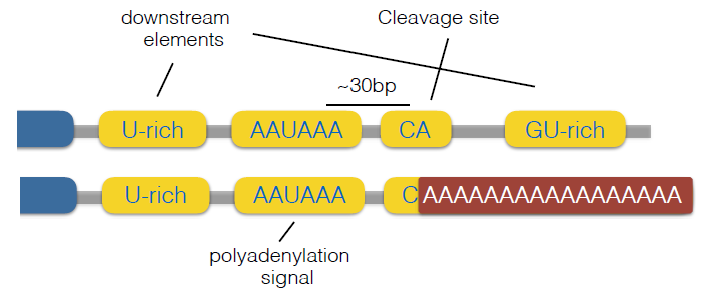 downstream
elements
Cleavage site
~30bp
U-rich AAUAAA CA GU-rich
U-rich AAUAAA C AAAAAAAAAAAAAAAAA
polyadenylation
signal